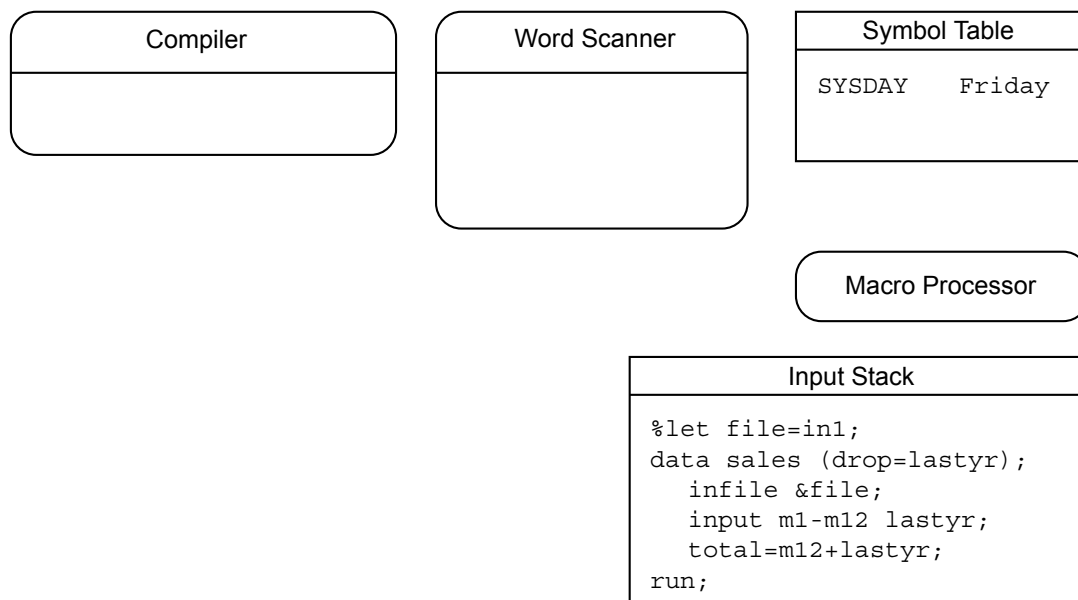 Compiler
Word Scanner
Symbol Table
SYSDAY Friday
Macro Processor
Input Stack
%let file=in1;
data sales (drop=lastyr);
infile &file;
input m1-m12 lastyr;
total=m12+lastyr;
run;